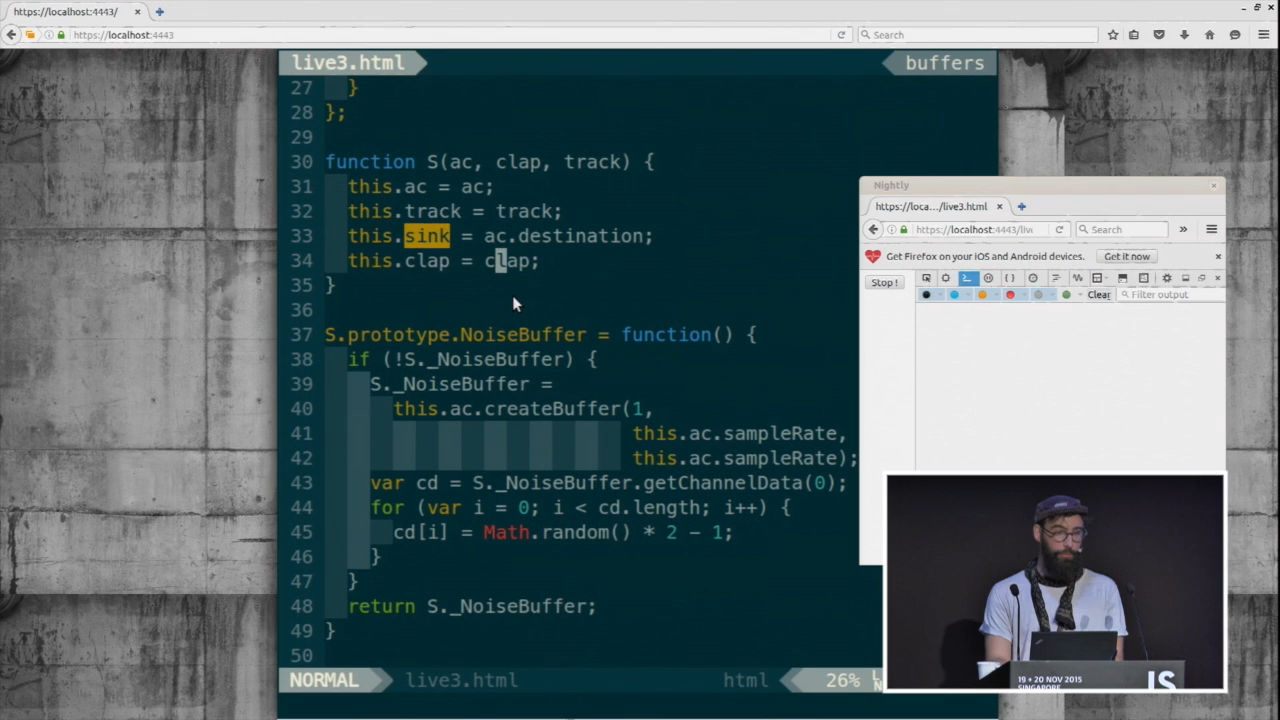 https://localhost:4443/
https://localhost:4443
Search
live3.html
buffers
27 }
28 };
29
30 function S(ac, clap, track) {
31 this.ac = ac;
32 this.track = track;
33 this.sink = ac.destination;
34 this.clap = clap;
35 }
36
37 S.prototype.NoiseBuffer = function() {
38 if (!S._NoiseBuffer) {
39 S._NoiseBuffer =
40 this.ac.createBuffer(1,
41 this.ac.sampleRate,
42 this.ac.sampleRate);
43 var cd = S._NoiseBuffer.getChannelData(0);
44 for (var i = 0; i < cd.length; i++) {
45 cd[i] = Math.random() * 2 - 1;
46 }
47 }
48 return S._NoiseBuffer;
49 }
50
NORMAL live3.html html 26%
Nightly
https://loca.../live3.html
https://localhost:4443/live
Search
Get Firefox on your iOS and Android devices.
Get it now
Stop !
Clear
Filter output
19 + 20 NOV 2015
SINGAPORE
JS